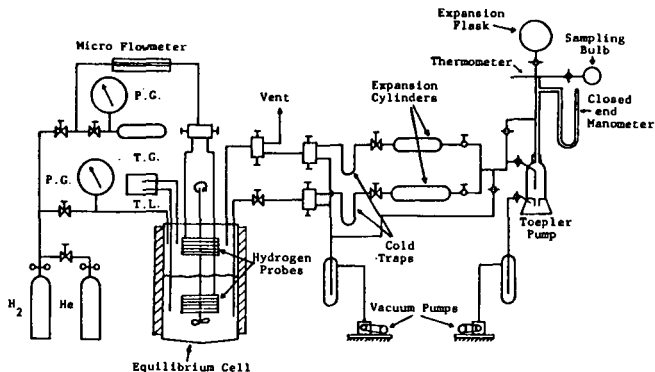 Expansion
Flask
Micro Flowmeter
Sampling
Bulb
Thermometer
P.G.
Vent
Expansion
Cylinders
Closed
end
Manometer
T.G.
P.G.
T.L.
Toepler
Pump
Cold
Traps
Hydrogen
Probes
H2
He
Vacuum Pumps
Equilibrium Cell